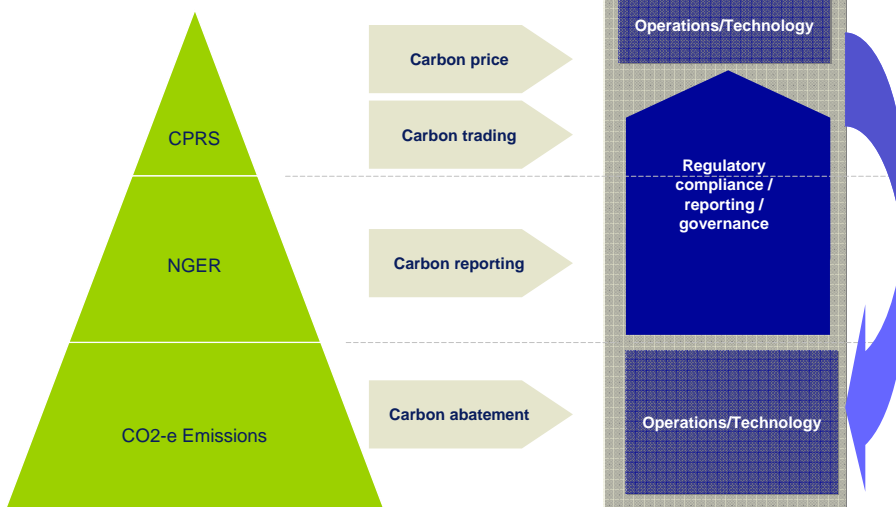 Operations/Technology
Carbon price
CPRS
Carbon trading
Regulatory
compliance /
reporting /
governance
NGER
Carbon reporting
CO2-e Emissions
Carbon abatement
Operations/Technology